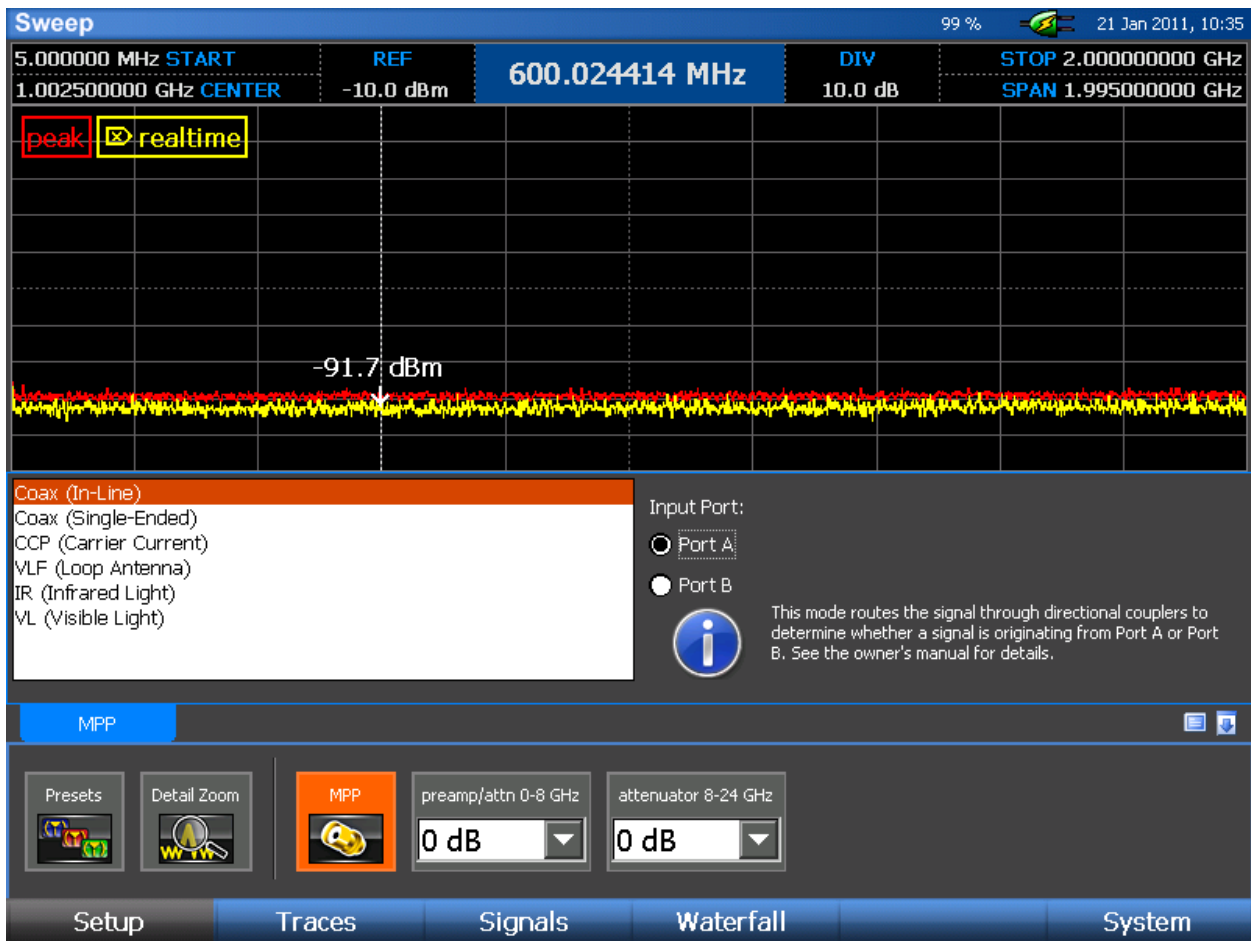 Sweep
99 %
21 Jan 2011, 10:35
5.000000 MHz START
REF
600.024414 MHz
DIV
STOP 2.000000000 GHz
1.002500000 GHz CENTER
-10.0 dBm
10.0 dB
SPAN 1.995000000 GHz
peak
realtime
-91.7 dBm
Coax (In-Line)
Coax (Single-Ended)
CCP (Carrier Current)
VLF (Loop Antenna)
IR (Infrared Light)
VL (Visible Light)
Input Port:
Port A
Port B
This mode routes the signal through directional couplers to
determine whether a signal is originating from Port A or Port
B. See the owner's manual for details.
MPP
Presets
Detail Zoom
MPP
preamp/attn 0-8 GHz
0 dB
attenuator 8-24 GHz
0 dB
Setup
Traces
Signals
Waterfall
System